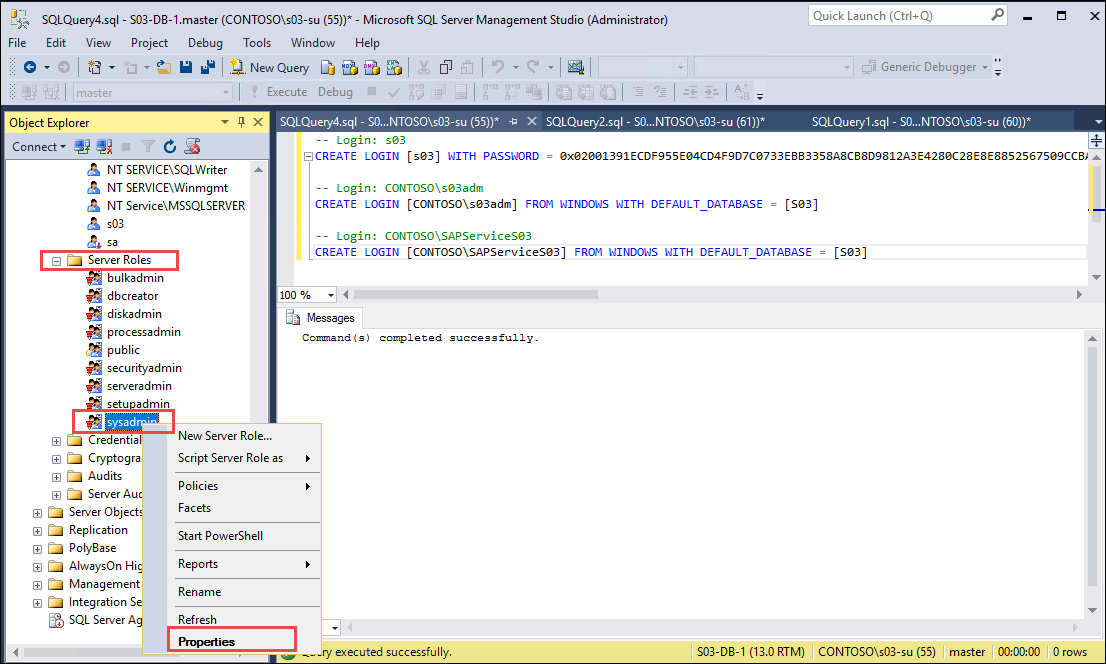 SQLQuery4.sql - S03-DB-1.master (CONTOSO\s03-su (55))* - Microsoft SQL Server Management Studio (Administrator)
Quick Launch (Ctrl+Q)
File Edit View Project Debug Tools Window Help
New Query
Generic Debugger
master
Execute Debug
Object Explorer
Connect
NT SERVICE\SQLWriter
NT SERVICE\Winmgmt
NT Service\MSSQLSERVER
s03
sa
Server Roles
bulkadmin
dbcreator
diskadmin
processadmin
public
securityadmin
serveradmin
setupadmin
sysadmin
Credential
Cryptogra
Audits
Server Aud
Server Objects
Replication
PolyBase
AlwaysOn Hig
Management
Integration Se
SQL Server Ag
New Server Role...
Script Server Role as
Policies
Facets
Start PowerShell
Reports
Rename
Refresh
Properties
SQLQuery4.sql - S0...NTOSO\s03-su (55))* SQLQuery2.sql - S0...NTOSO\s03-su (61))* SQLQuery1.sql - S0...NTOSO\s03-su (60))*
-- Login: s03
CREATE LOGIN [s03] WITH PASSWORD = 0x02001391ECDF955E04CD4F9D7C0733EBB3358A8CB8D9812A3E4280C28E8E8852567509CCBA
-- Login: CONTOSO\s03adm
CREATE LOGIN [CONTOSO\s03adm] FROM WINDOWS WITH DEFAULT_DATABASE = [S03]
-- Login: CONTOSO\SAPServiceS03
CREATE LOGIN [CONTOSO\SAPServiceS03] FROM WINDOWS WITH DEFAULT_DATABASE = [S03]
100 %
Messages
Command(s) completed successfully.
Query executed successfully.
S03-DB-1 (13.0 RTM) CONTOSO\s03-su (55) master 00:00:00 0 rows